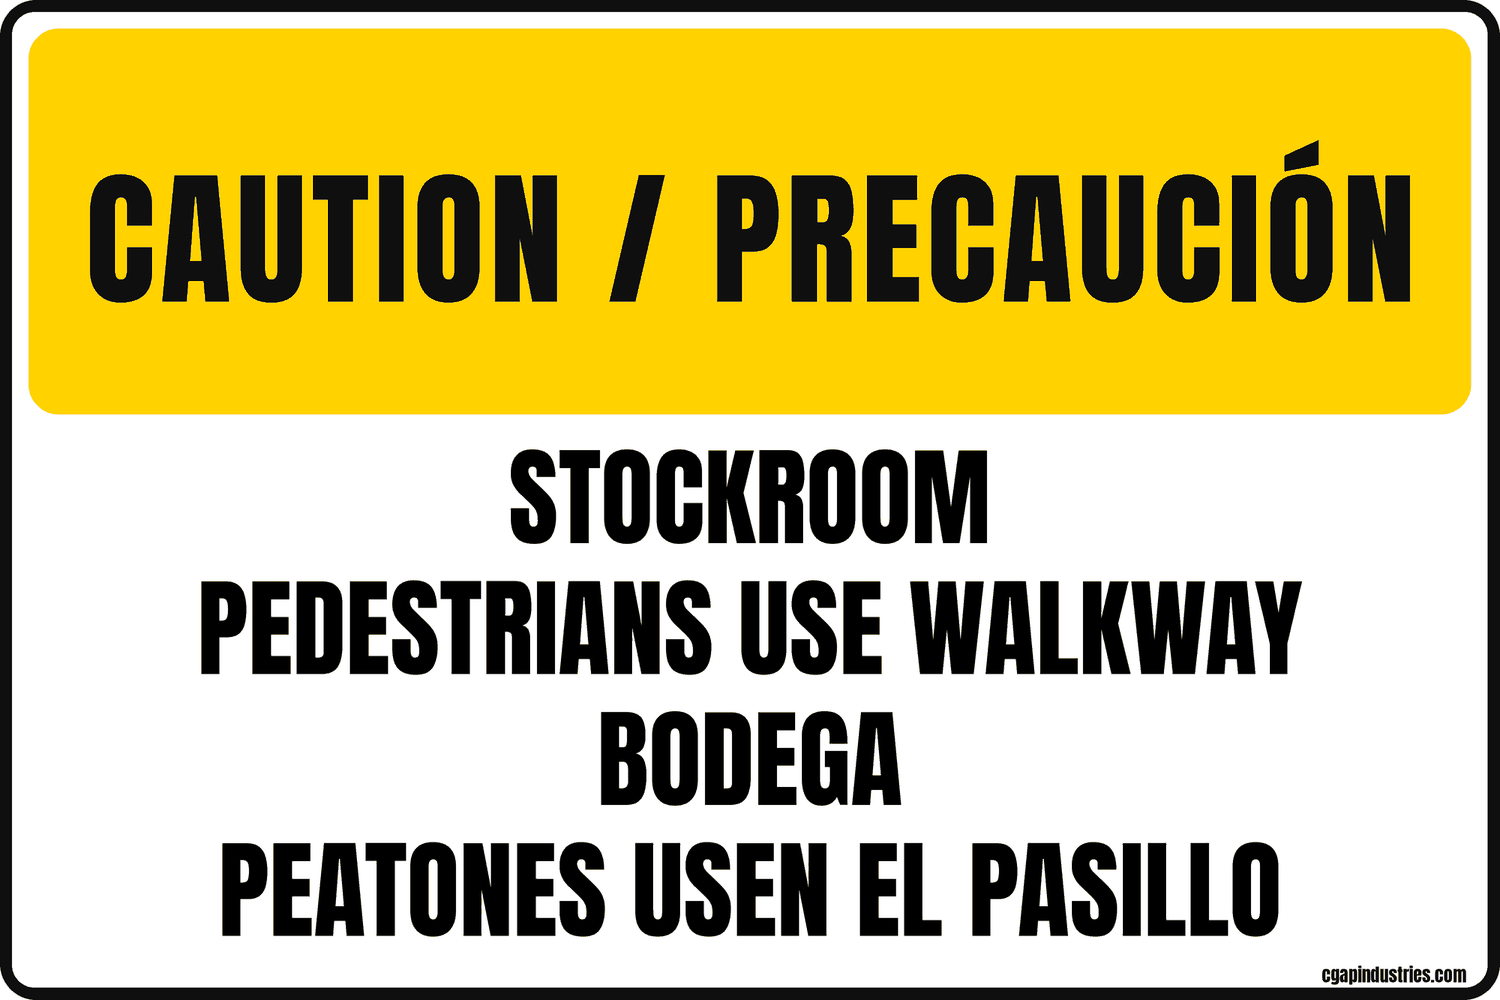 CAUTION / PRECAUCIÓN
STOCKROOM
PEDESTRIANS USE WALKWAY
BODEGA
PEATONES USEN EL PASILLO
cgapindustries.com